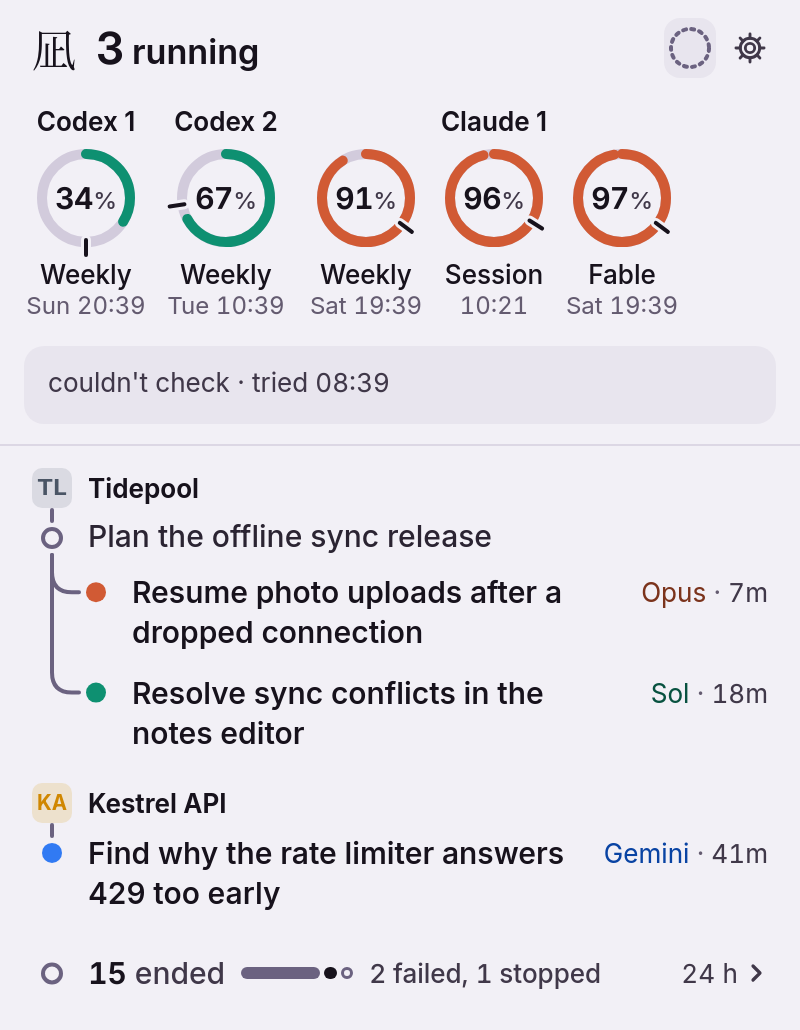 凪 3 running
Codex 1 Codex 2 Claude 1
34% 67% 91% 96% 97%
Weekly Weekly Weekly Session Fable
Sun 20:39 Tue 10:39 Sat 19:39 10:21 Sat 19:39
couldn't check · tried 08:39
TL Tidepool
Plan the offline sync release
Resume photo uploads after a Opus · 7m
dropped connection
Resolve sync conflicts in the Sol · 18m
notes editor
KA Kestrel API
Find why the rate limiter answers Gemini · 41m
429 too early
15 ended 2 failed, 1 stopped 24 h